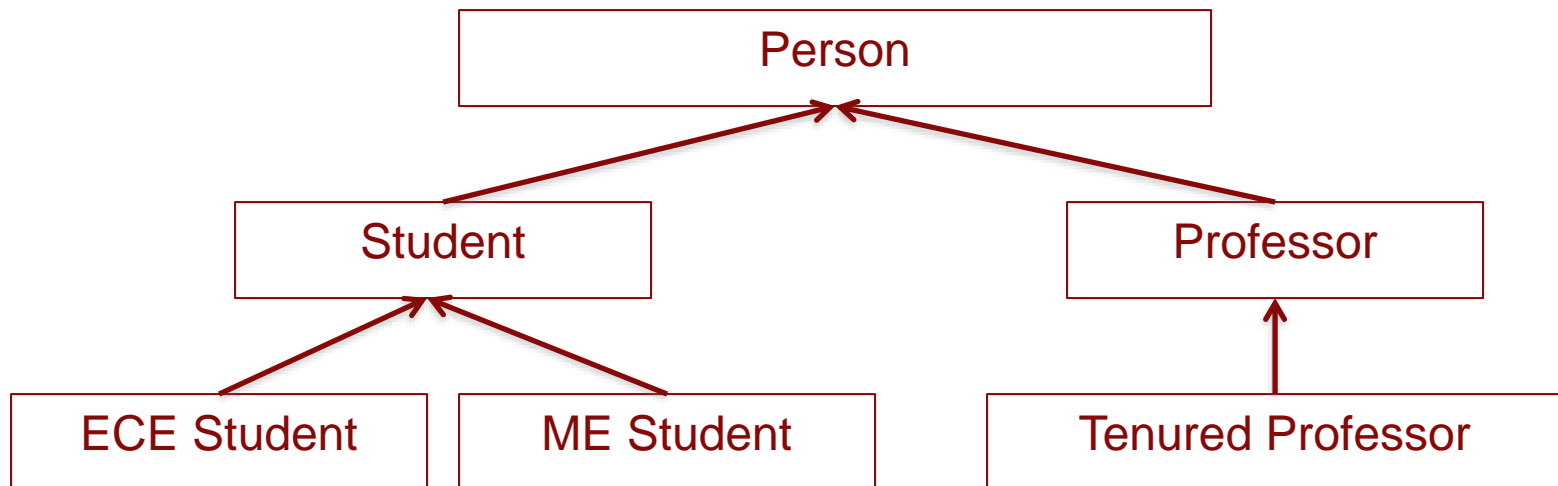 Person
Student
Professor
ECE Student
ME Student
Tenured Professor